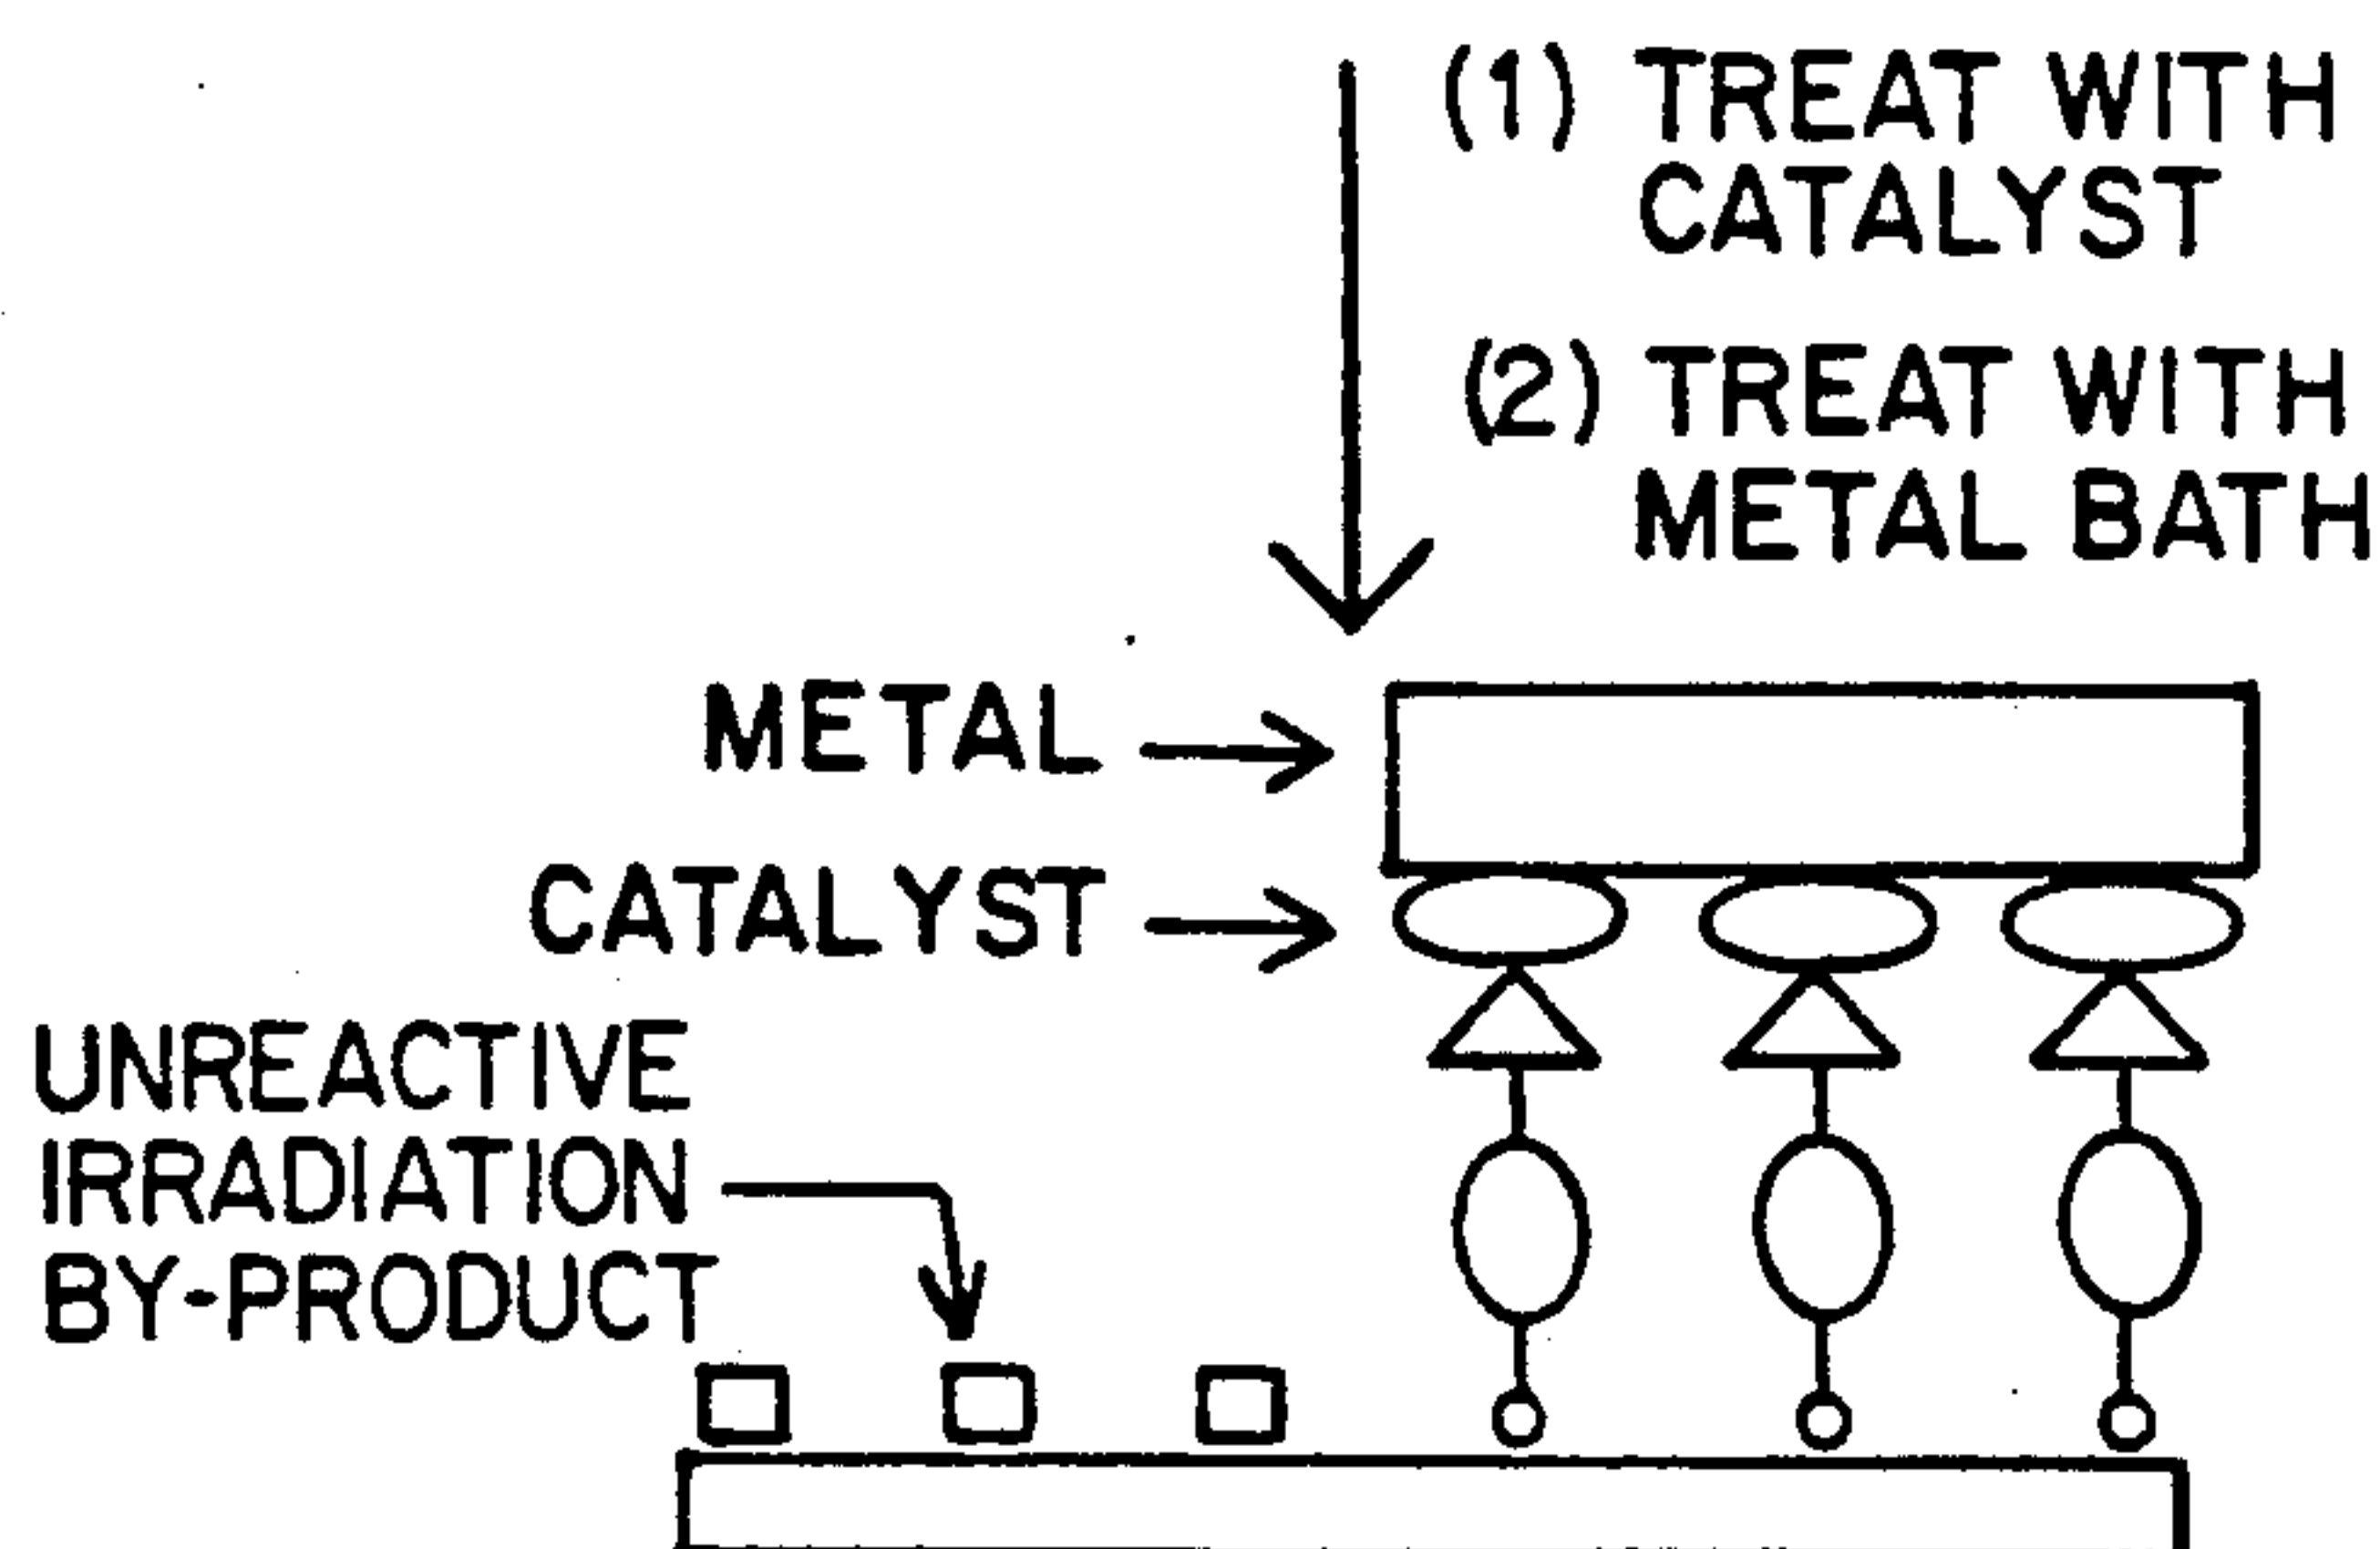 (1) TREAT WITH
CATALYST
(2) TREAT WITH
METAL BATH
METAL
CATALYST
UNREACTIVE
IRRADIATION
BY-PRODUCT